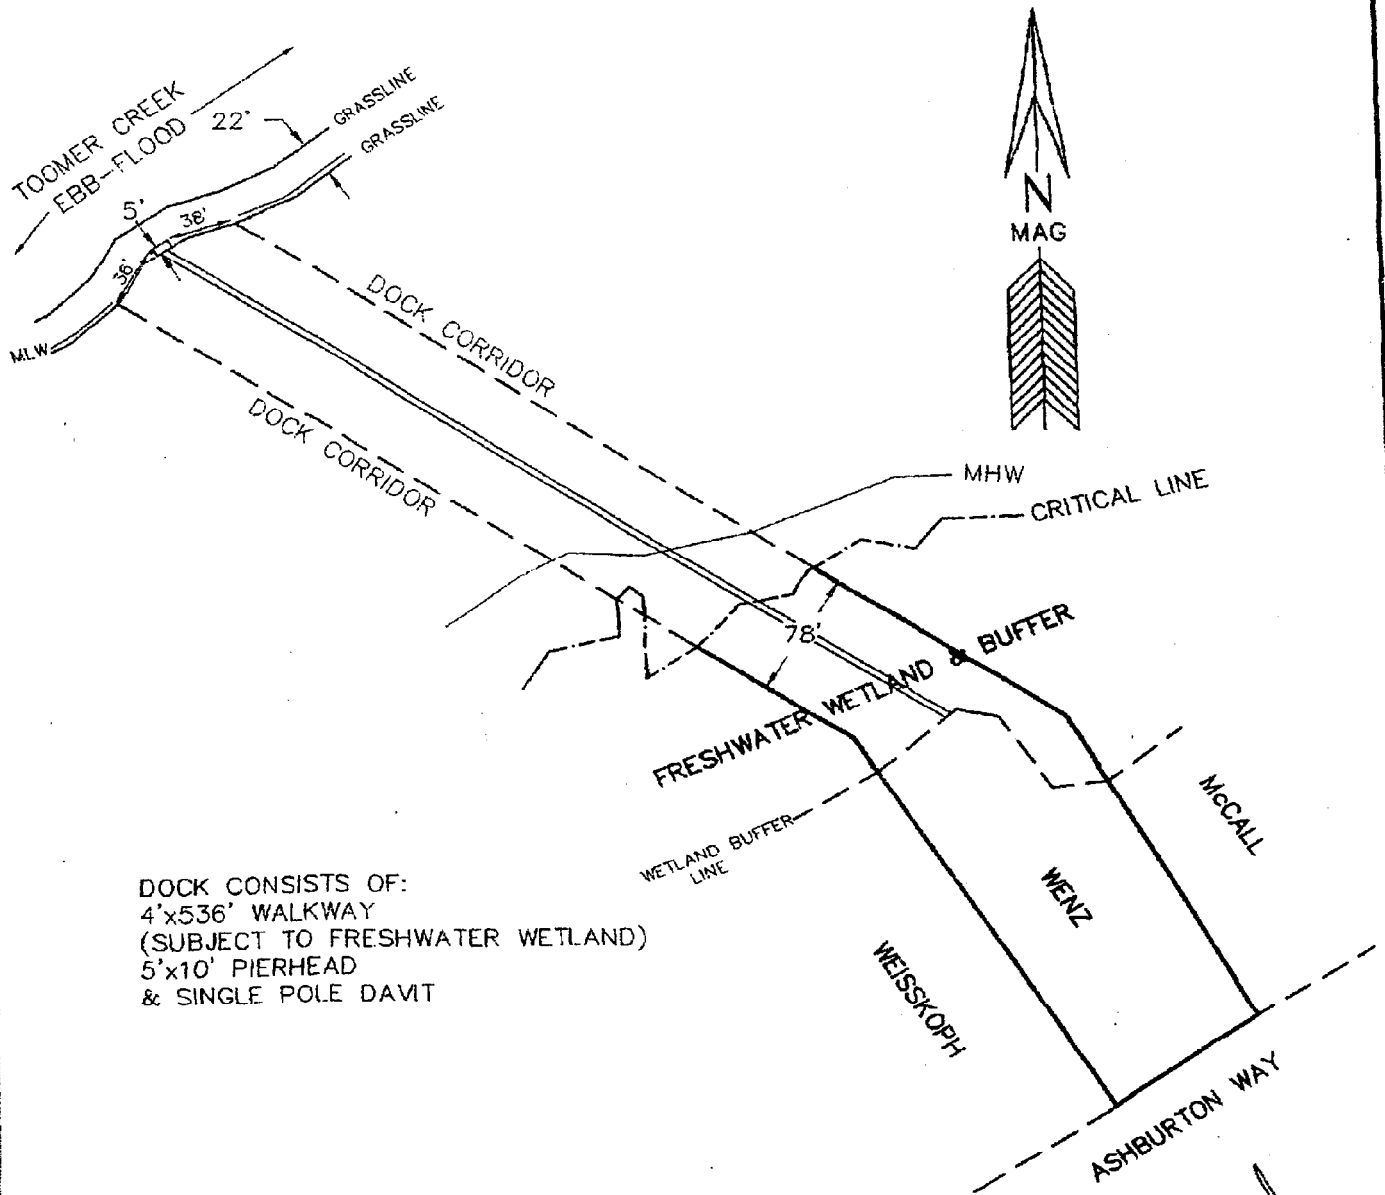 TOOMER CREEK
EBB-FLOOD
22'
GRASSLINE
GRASSLINE
5'
38'
36'
MLW
N
MAG
DOCK CORRIDOR
DOCK CORRIDOR
MHW
CRITICAL LINE
78'
FRESHWATER WETLAND & BUFFER
WETLAND BUFFER
LINE
McCALL
WENZ
WEISSKOPH
ASHBURTON WAY
DOCK CONSISTS OF:
4'x536' WALKWAY
(SUBJECT TO FRESHWATER WETLAND)
5'x10' PIERHEAD
& SINGLE POLE DAVIT